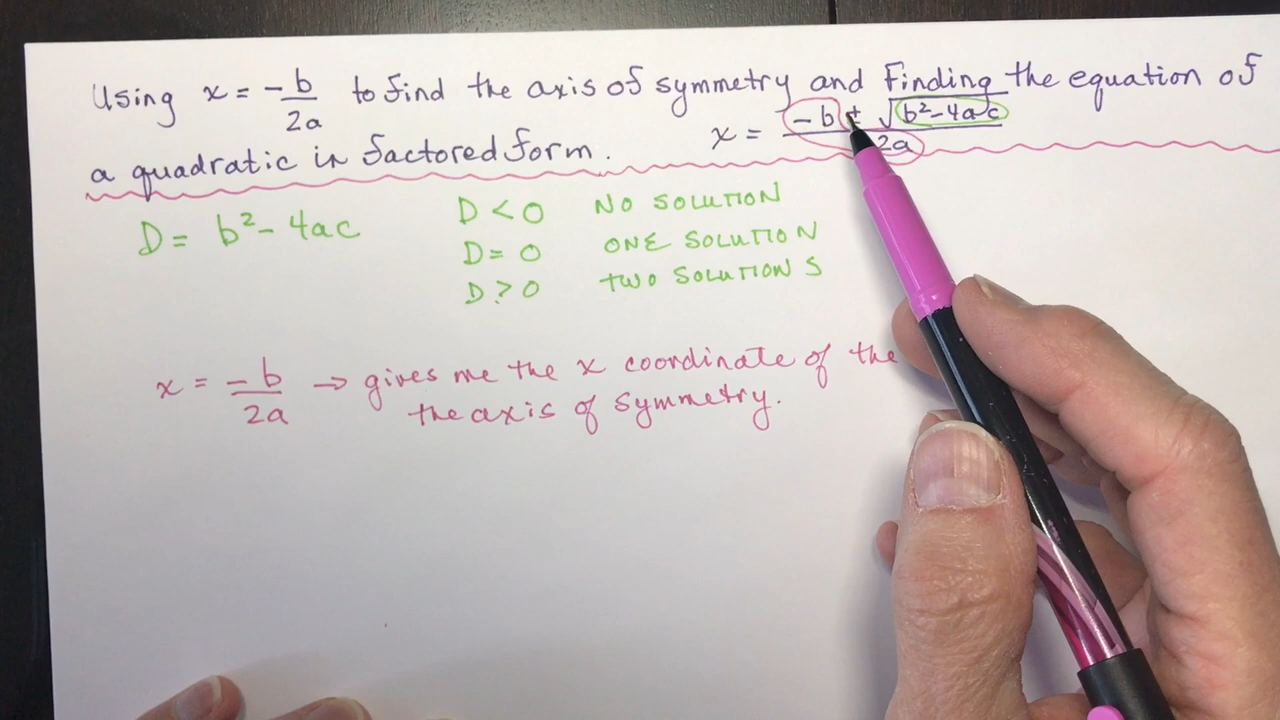 Using x = -b/2a to find the axis of symmetry and Finding the equation of
a quadratic in factored form. x = -b ± √b²-4ac / 2a
D = b² - 4ac
D < 0 NO SOLUTION
D = 0 ONE SOLUTION
D > 0 TWO SOLUTIONS
x = -b/2a → gives me the x coordinate of the
the axis of symmetry.